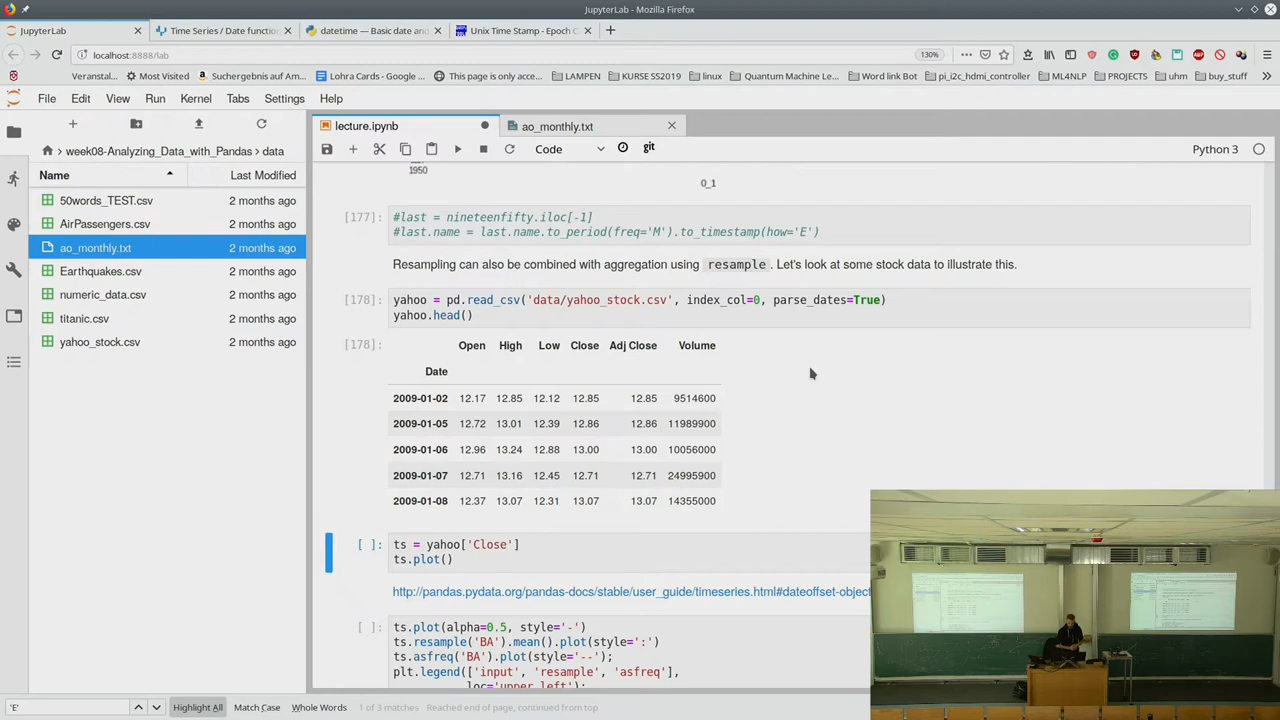 JupyterLab - Mozilla Firefox
JupyterLab
Time Series / Date function
datetime — Basic date and
Unix Time Stamp - Epoch C
localhost:8888/lab
130%
Veranstal...
Most Visited
Suchergebnis auf Am...
Lohra Cards - Google ...
This page is only acce...
LAMPEN
KURSE SS2019
linux
Quantum Machine Le...
Word link Bot
pi_i2c_hdmi_controller
ML4NLP
PROJECTS
uhm
buy_stuff
File Edit View Run Kernel Tabs Settings Help
lecture.ipynb
ao_monthly.txt
Code
git
Python 3
week08-Analyzing_Data_with_Pandas / data
Name Last Modified
50words_TEST.csv 2 months ago
AirPassengers.csv 2 months ago
ao_monthly.txt 2 months ago
Earthquakes.csv 2 months ago
numeric_data.csv 2 months ago
titanic.csv 2 months ago
yahoo_stock.csv 2 months ago
1950
0_1
[177]: #last = nineteenfifty.iloc[-1]
#last.name = last.name.to_period(freq='M').to_timestamp(how='E')
Resampling can also be combined with aggregation using resample. Let's look at some stock data to illustrate this.
[178]: yahoo = pd.read_csv('data/yahoo_stock.csv', index_col=0, parse_dates=True)
yahoo.head()
[178]: Open High Low Close Adj Close Volume
Date
2009-01-02 12.17 12.85 12.12 12.85 12.85 9514600
2009-01-05 12.72 13.01 12.39 12.86 12.86 11989900
2009-01-06 12.96 13.24 12.88 13.00 13.00 10056000
2009-01-07 12.71 13.16 12.45 12.71 12.71 24995900
2009-01-08 12.37 13.07 12.31 13.07 13.07 14355000
[ ]: ts = yahoo['Close']
ts.plot()
http://pandas.pydata.org/pandas-docs/stable/user_guide/timeseries.html#dateoffset-object
[ ]: ts.plot(alpha=0.5, style='-')
ts.resample('BA').mean().plot(style=':')
ts.asfreq('BA').plot(style='--');
plt.legend(['input', 'resample', 'asfreq'],
loc='upper left');
'E'
Highlight All Match Case Whole Words 1 of 3 matches Reached end of page, continued from top